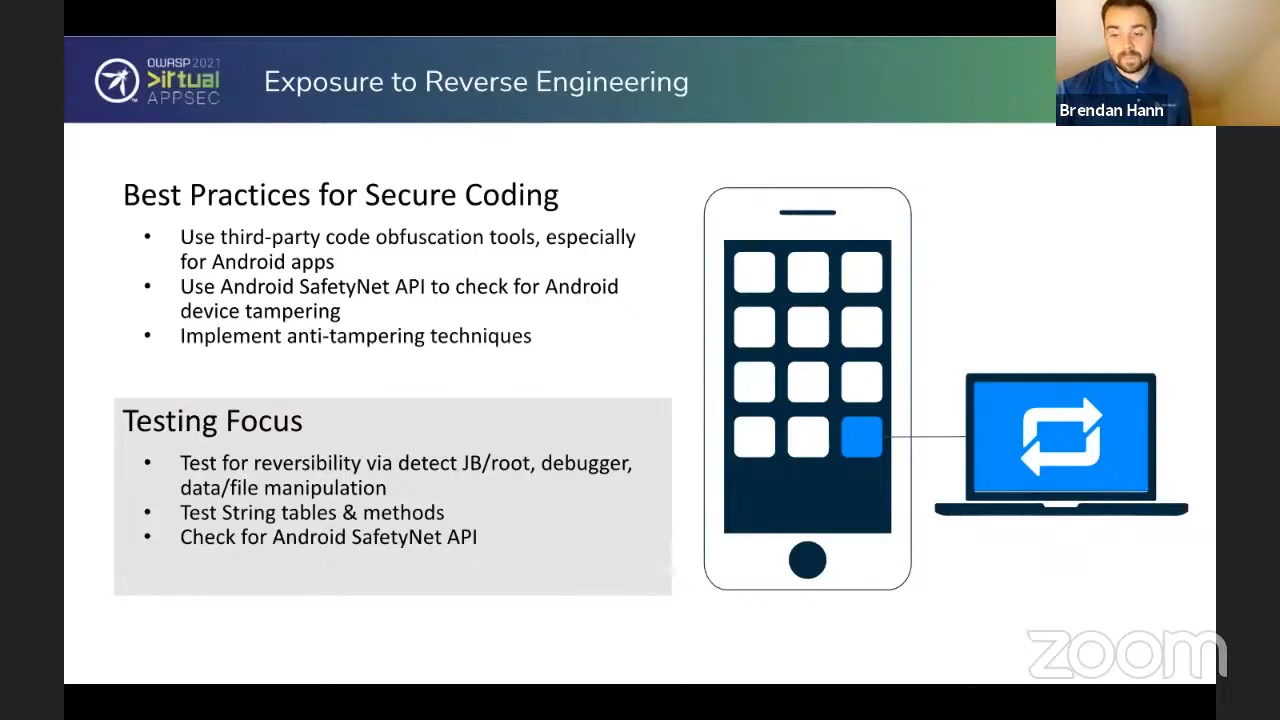 OWASP 2021
Virtual
APPSEC
Exposure to Reverse Engineering
Brendan Hann
Best Practices for Secure Coding
• Use third-party code obfuscation tools, especially
for Android apps
• Use Android SafetyNet API to check for Android
device tampering
• Implement anti-tampering techniques
Testing Focus
• Test for reversibility via detect JB/root, debugger,
data/file manipulation
• Test String tables & methods
• Check for Android SafetyNet API
zoom